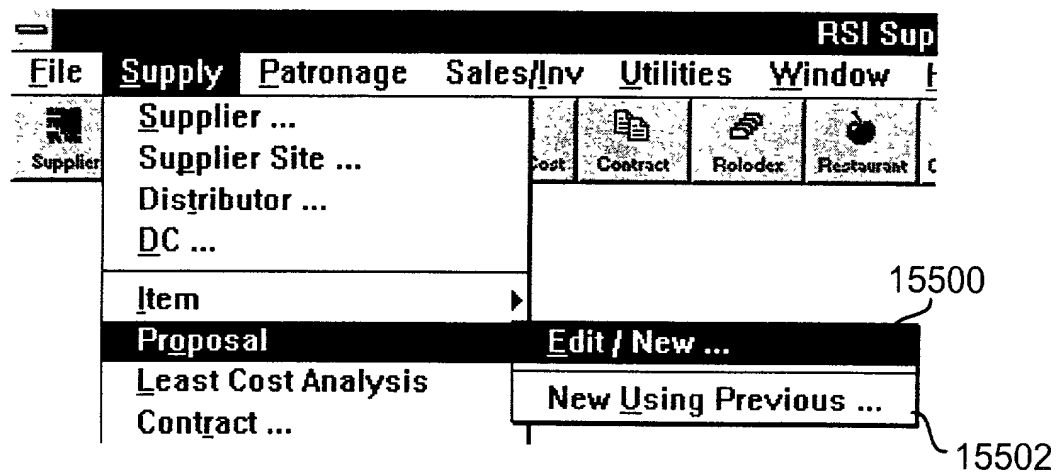 RSI Sup
File Supply Patronage Sales/Inv Utilities Window
Supplier Cost Contract Rolodex Restaurant
Supplier ...
Supplier Site ...
Distributor ...
DC ...
Item
Proposal
Least Cost Analysis
Contract ...
Edit / New ...
New Using Previous ...
15500
15502